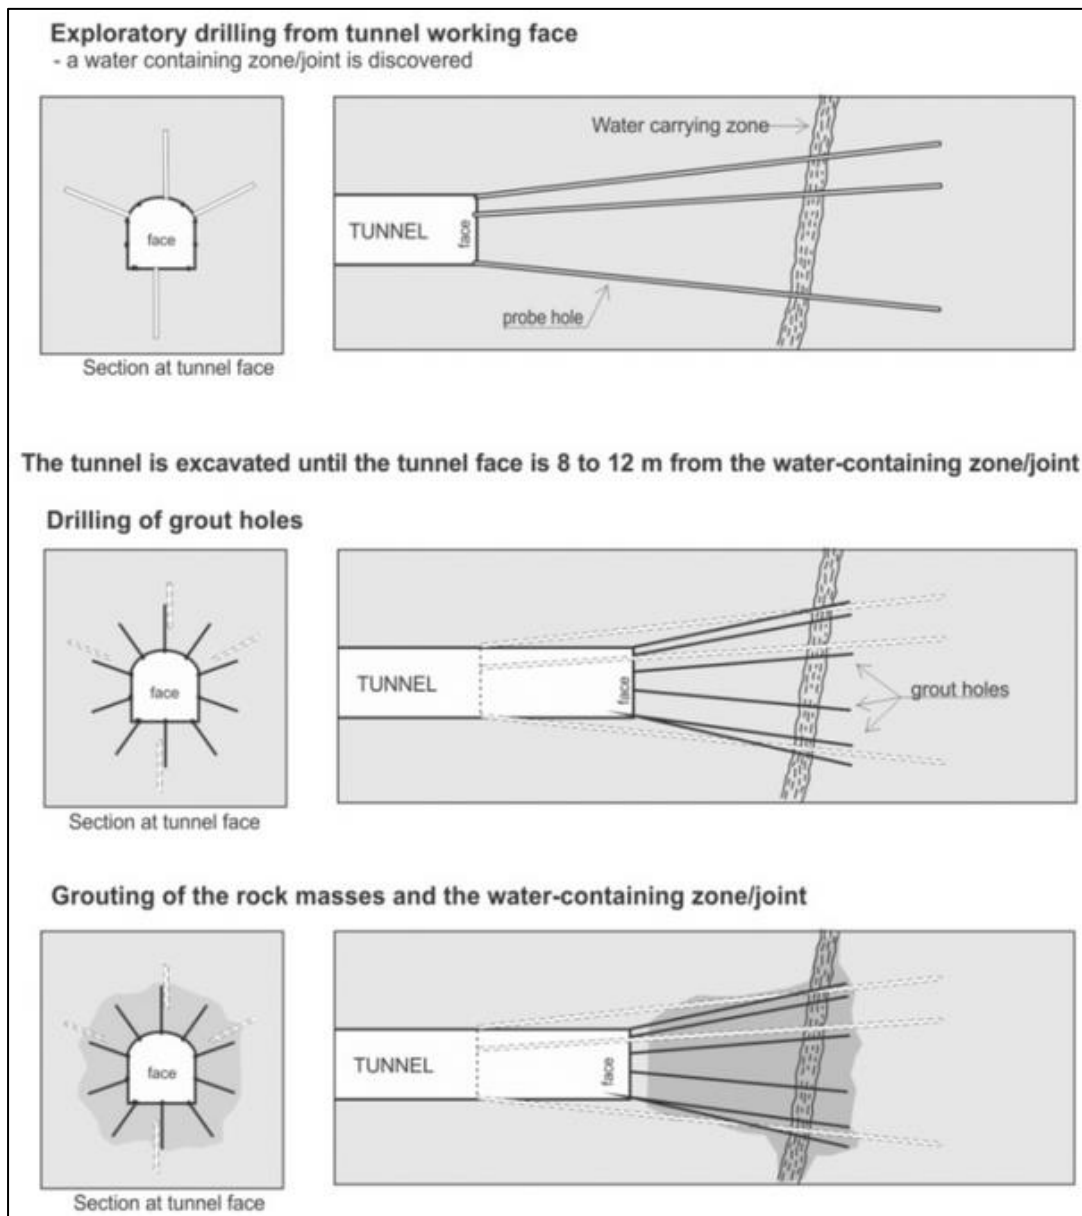 Exploratory drilling from tunnel working face
- a water containing zone/joint is discovered
face
Section at tunnel face
Water carrying zone
TUNNEL
face
probe hole
The tunnel is excavated until the tunnel face is 8 to 12 m from the water-containing zone/joint
Drilling of grout holes
face
Section at tunnel face
TUNNEL
face
grout holes
Grouting of the rock masses and the water-containing zone/joint
face
Section at tunnel face
TUNNEL
face